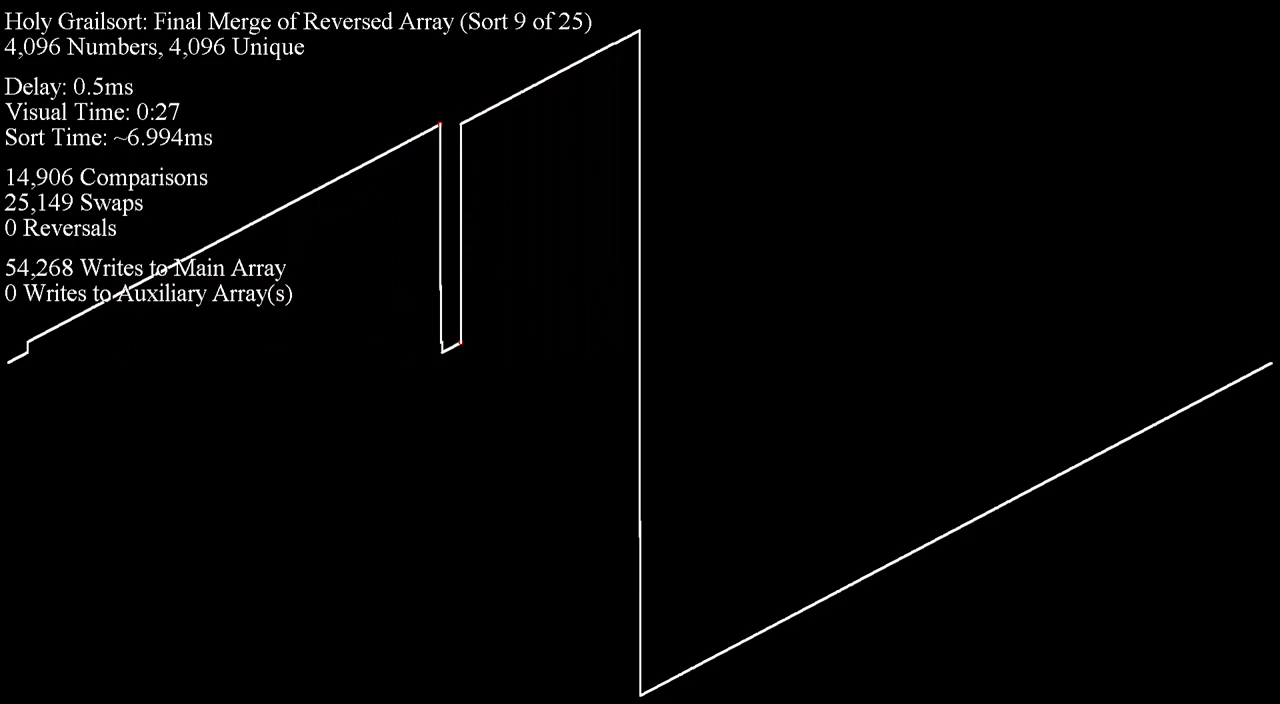 Holy Grailsort: Final Merge of Reversed Array (Sort 9 of 25)
4,096 Numbers, 4,096 Unique
Delay: 0.5ms
Visual Time: 0:27
Sort Time: ~6.994ms
14,906 Comparisons
25,149 Swaps
0 Reversals
54,268 Writes to Main Array
0 Writes to Auxiliary Array(s)